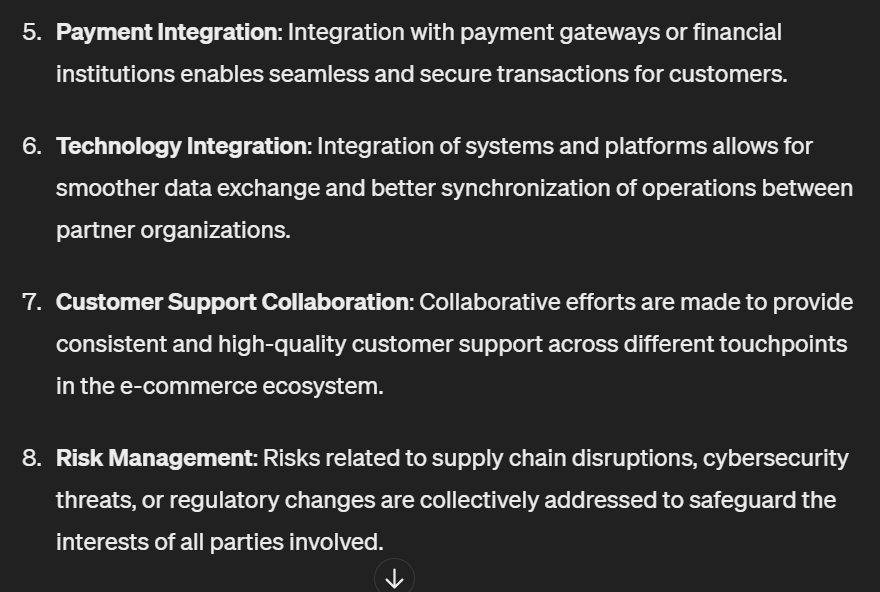 5. Payment Integration: Integration with payment gateways or financial
institutions enables seamless and secure transactions for customers.
6. Technology Integration: Integration of systems and platforms allows for
smoother data exchange and better synchronization of operations between
partner organizations.
7. Customer Support Collaboration: Collaborative efforts are made to provide
consistent and high-quality customer support across different touchpoints
in the e-commerce ecosystem.
8. Risk Management: Risks related to supply chain disruptions, cybersecurity
threats, or regulatory changes are collectively addressed to safeguard the
interests of all parties involved.